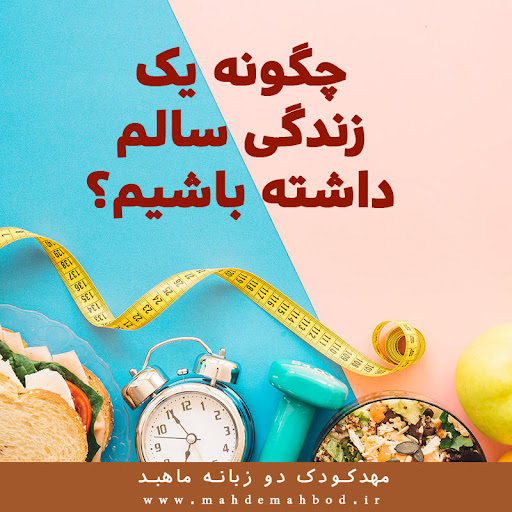 چگونه یک
زندگی سالم
داشته باشیم؟
مهدکودک دو زبانه ماهبد
www.mahdemahbod.ir